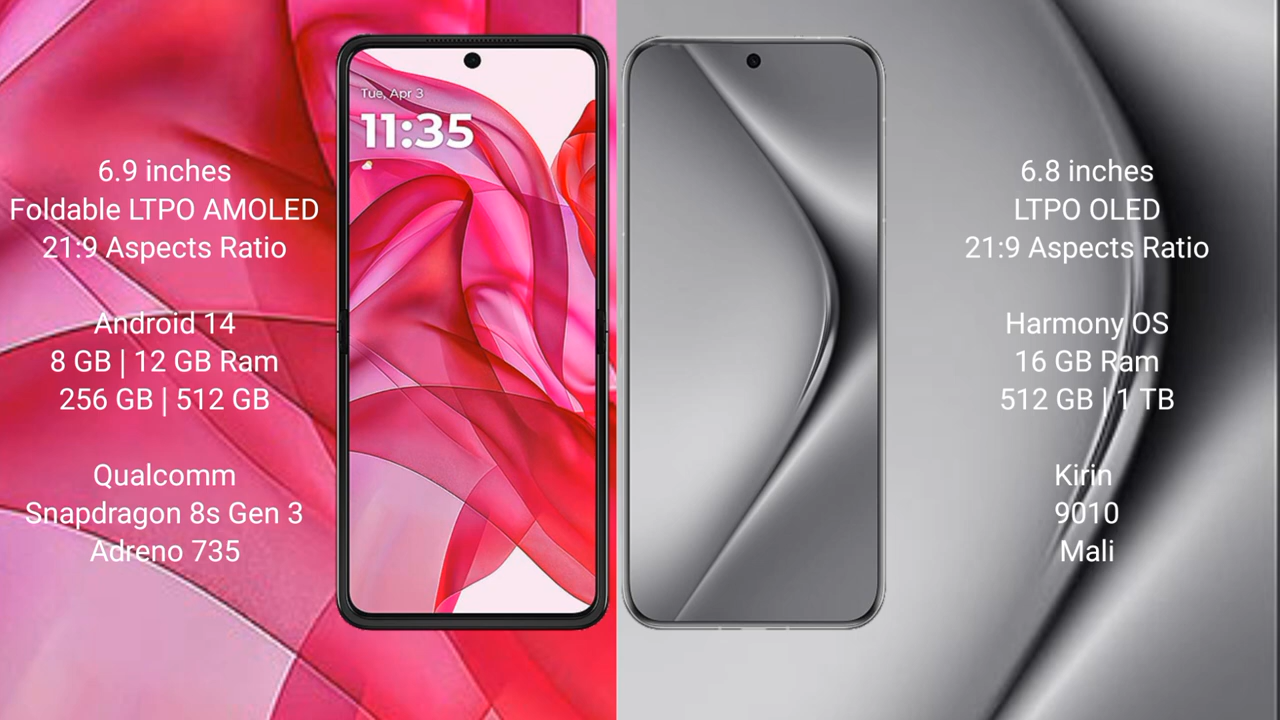 6.9 inches
Foldable LTPO AMOLED
21:9 Aspects Ratio
Android 14
8 GB | 12 GB Ram
256 GB | 512 GB
Qualcomm
Snapdragon 8s Gen 3
Adreno 735
Tue, Apr 3
11:35
6.8 inches
LTPO OLED
21:9 Aspects Ratio
Harmony OS
16 GB Ram
512 GB | 1 TB
Kirin
9010
Mali